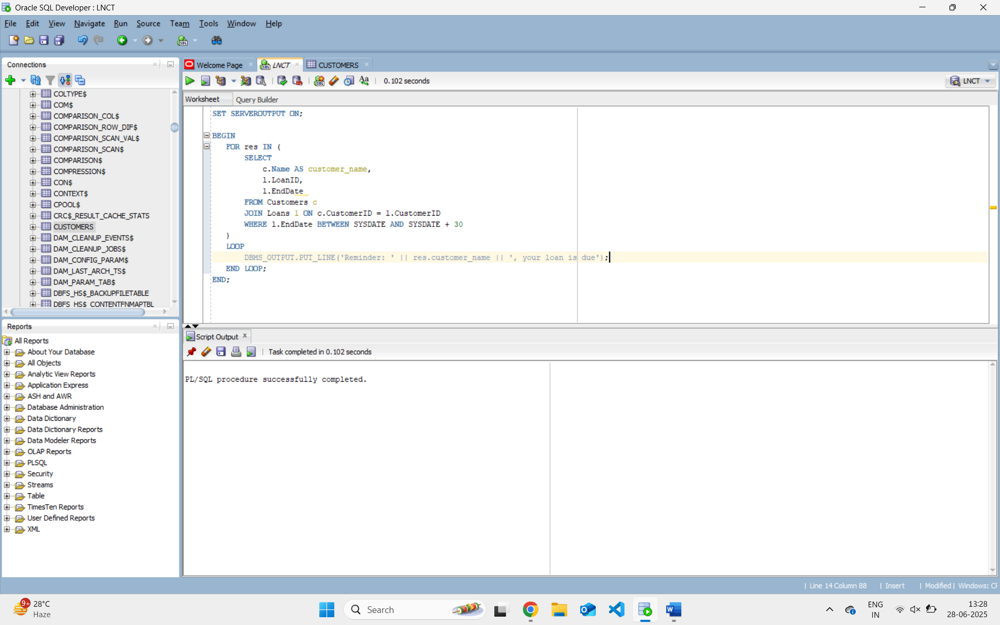 Oracle SQL Developer : LNCT
File Edit View Navigate Run Source Team Tools Window Help
Connections
COLTYPE$
COM$
COMPARISON_COL$
COMPARISON_ROW_DIF$
COMPARISON_SCAN_VAL$
COMPARISON_SCAN$
COMPARISON$
COMPRESSION$
CON$
CONTEXT$
CPOOL$
CRC$_RESULT_CACHE_STATS
CUSTOMERS
DAM_CLEANUP_EVENTS$
DAM_CLEANUP_JOBS$
DAM_CONFIG_PARAM$
DAM_LAST_ARCH_TS$
DAM_PARAM_TAB$
DBFS_HS$_BACKUPFILETABLE
DBFS_HS$_CONTENTFNMAPTBL
Reports
All Reports
About Your Database
All Objects
Analytic View Reports
Application Express
ASH and AWR
Database Administration
Data Dictionary
Data Dictionary Reports
Data Modeler Reports
OLAP Reports
PLSQL
Security
Streams
Table
TimesTen Reports
User Defined Reports
XML
Welcome Page LNCT CUSTOMERS
0.102 seconds
LNCT
Worksheet Query Builder
SET SERVEROUTPUT ON;
BEGIN
FOR res IN (
SELECT
c.Name AS customer_name,
l.LoanID,
l.EndDate
FROM Customers c
JOIN Loans l ON c.CustomerID = l.CustomerID
WHERE l.EndDate BETWEEN SYSDATE AND SYSDATE + 30
)
LOOP
DBMS_OUTPUT.PUT_LINE('Reminder: ' || res.customer_name || ', your loan is due');
END LOOP;
END;
Script Output
Task completed in 0.102 seconds
PL/SQL procedure successfully completed.
Line 14 Column 88 | Insert | Modified | Windows:
9+ 28°C
Haze
Search
ENG
IN
13:28
28-06-2025